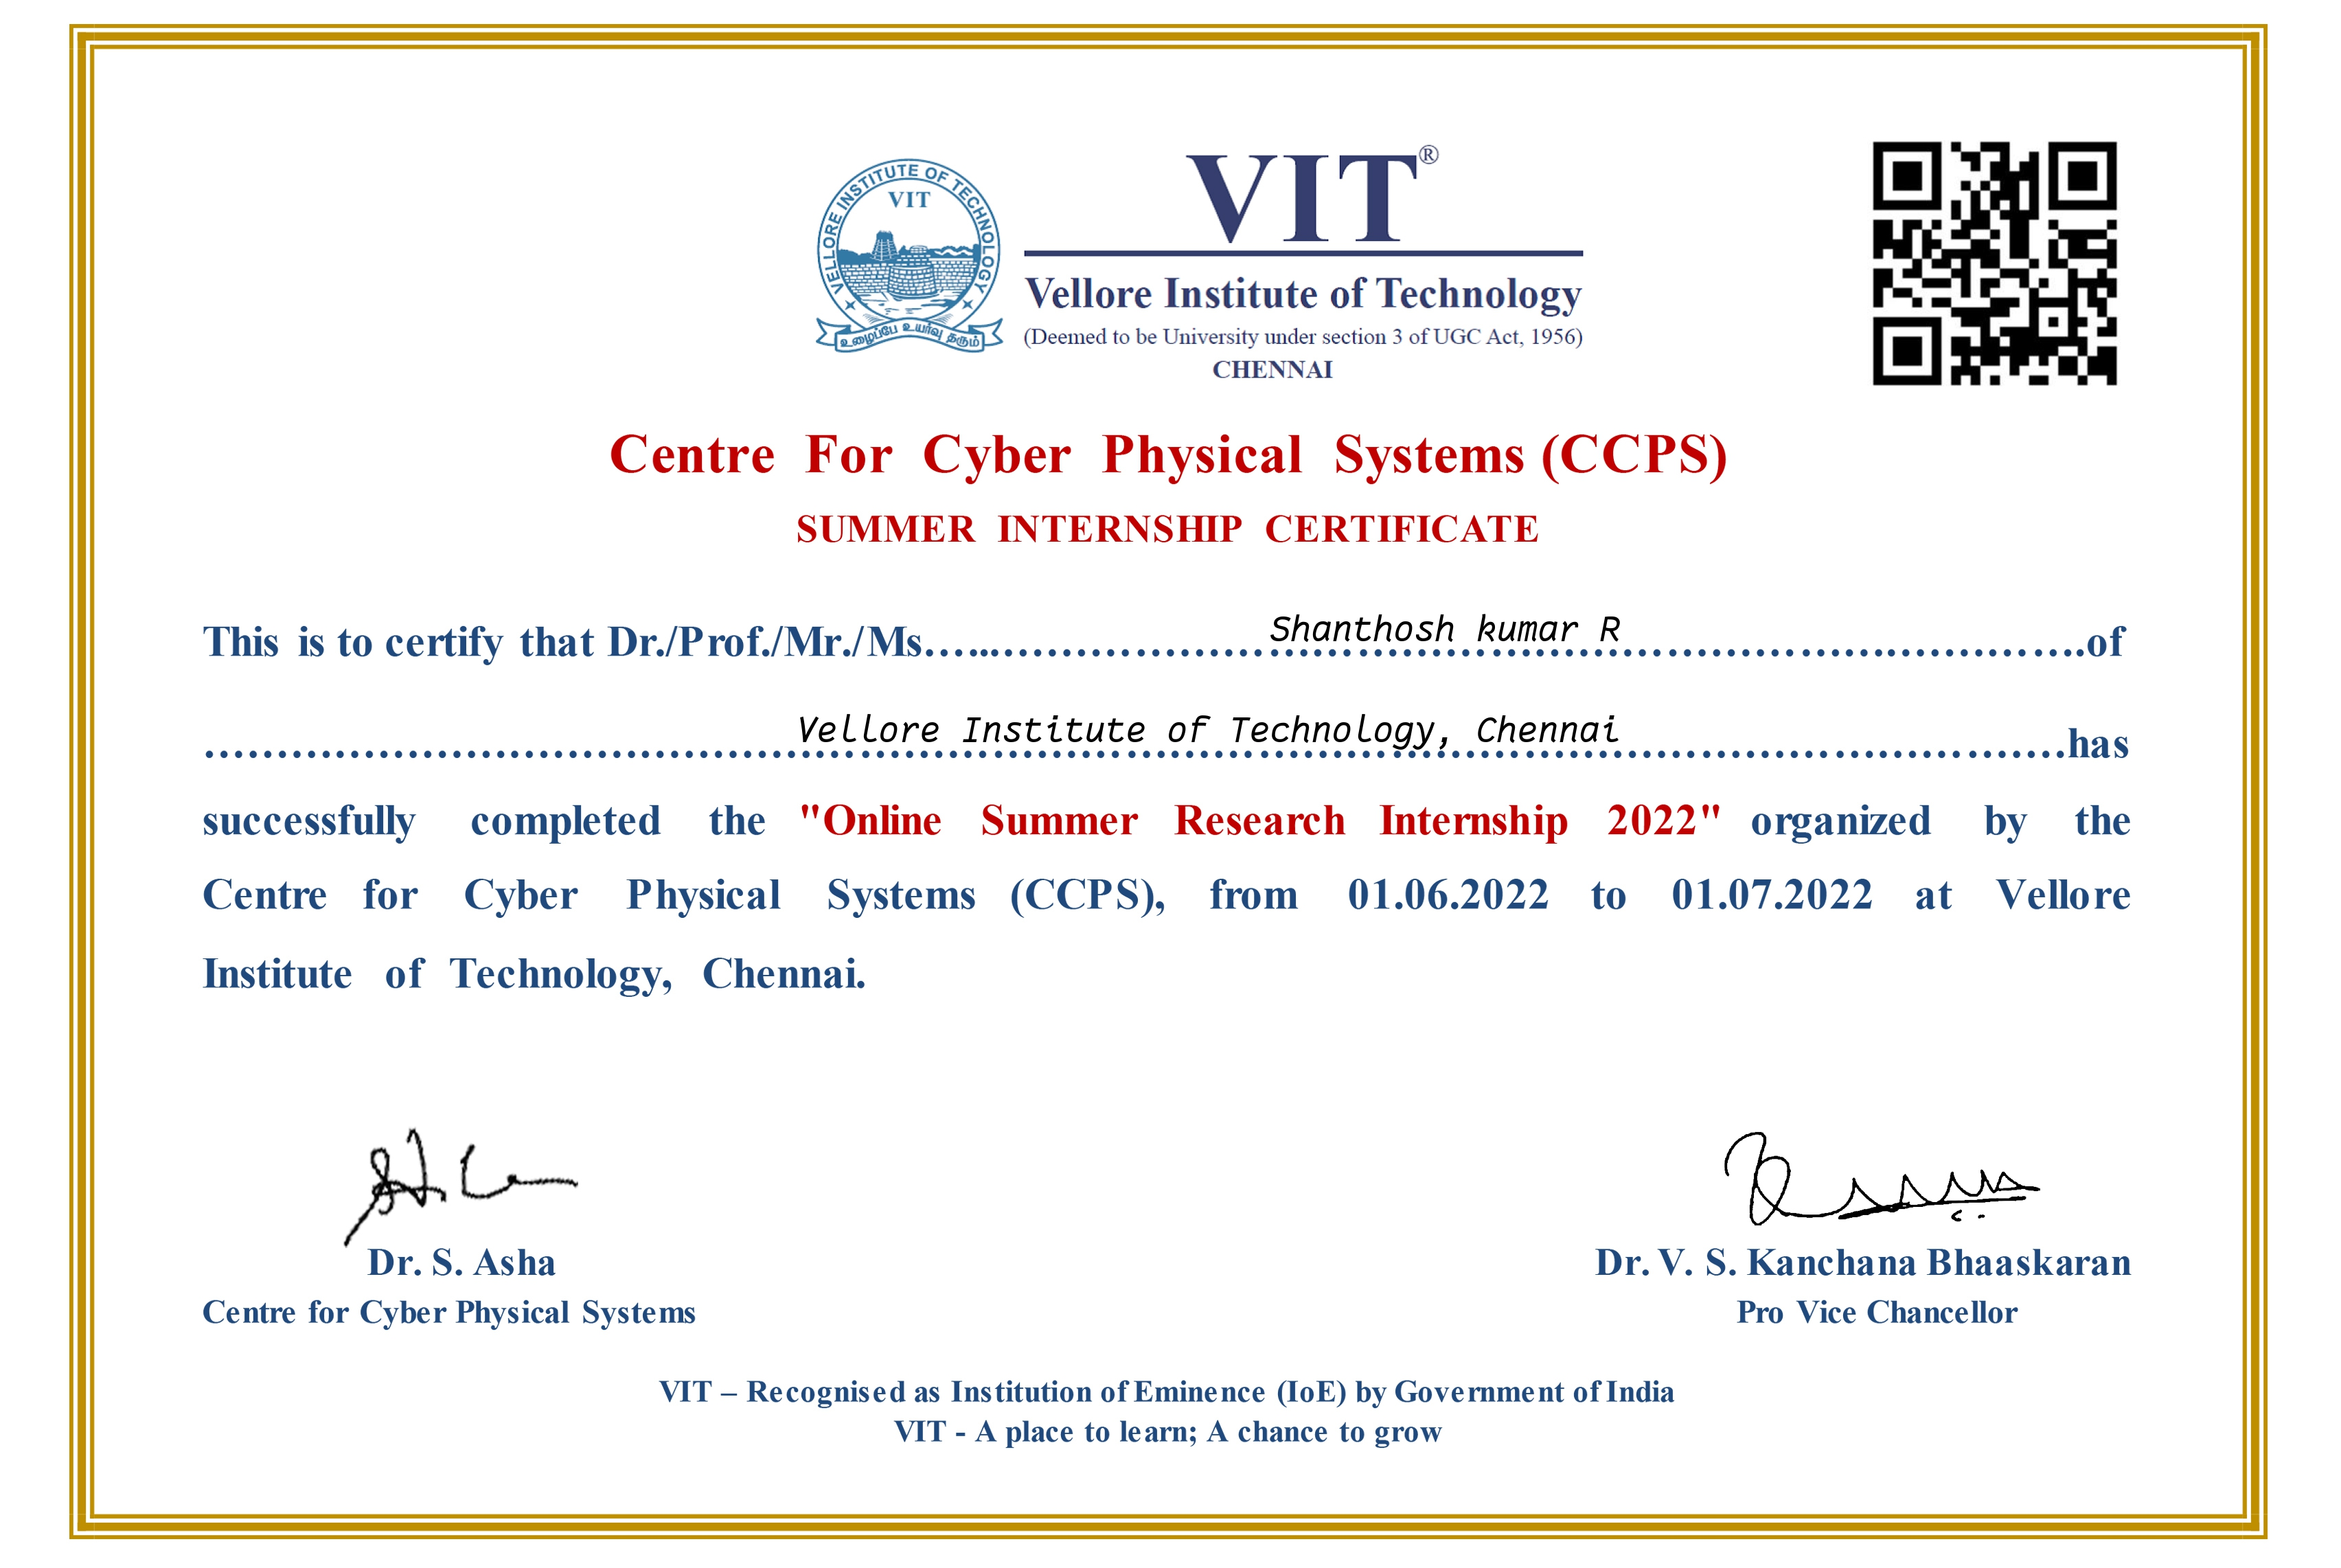 VELLORE INSTITUTE OF TECHNOLOGY
VIT
உழைப்பே உயர்வு தரும்
VIT®
Vellore Institute of Technology
(Deemed to be University under section 3 of UGC Act, 1956)
CHENNAI
Centre For Cyber Physical Systems (CCPS)
SUMMER INTERNSHIP CERTIFICATE
This is to certify that Dr./Prof./Mr./Ms.....Shanthosh kumar R.....of
.....Vellore Institute of Technology, Chennai.....has
successfully completed the "Online Summer Research Internship 2022" organized by the
Centre for Cyber Physical Systems (CCPS), from 01.06.2022 to 01.07.2022 at Vellore
Institute of Technology, Chennai.
Dr. S. Asha
Centre for Cyber Physical Systems
Dr. V. S. Kanchana Bhaaskaran
Pro Vice Chancellor
VIT – Recognised as Institution of Eminence (IoE) by Government of India
VIT - A place to learn; A chance to grow